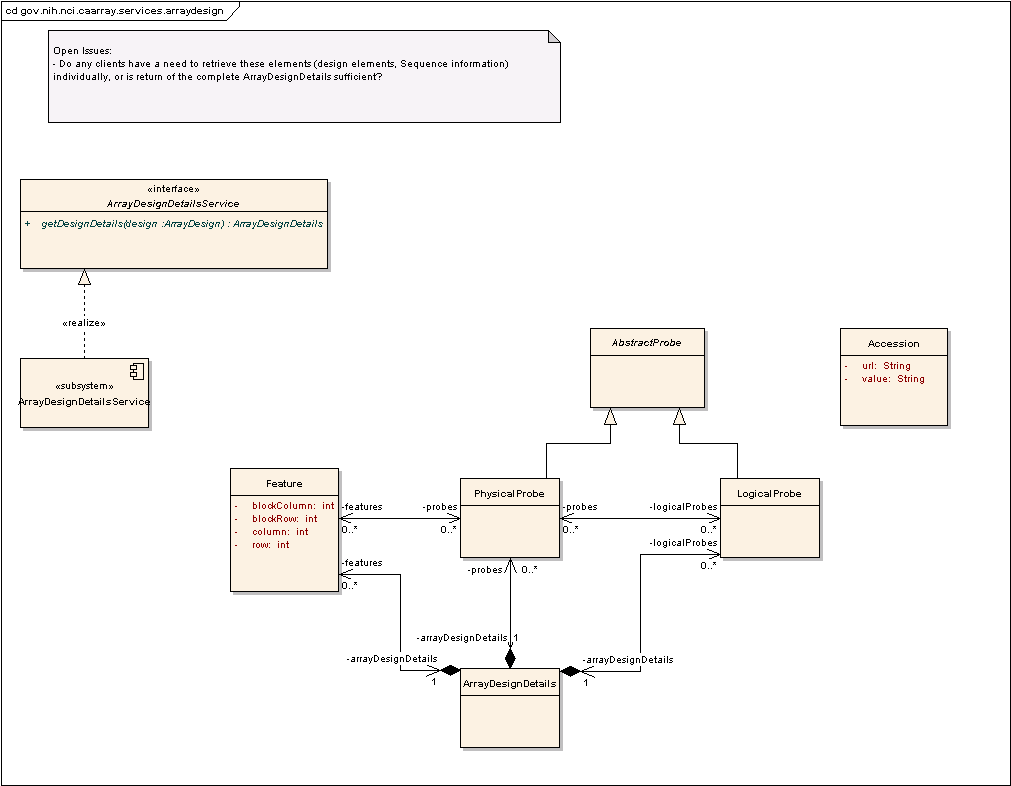 cd gov.nih.nci.caarray.services.arraydesign
Open Issues:
- Do any clients have a need to retrieve these elements (design elements, Sequence information)
individually, or is return of the complete ArrayDesignDetails sufficient?
«interface»
ArrayDesignDetailsService
+ getDesignDetails(design :ArrayDesign) : ArrayDesignDetails
«realize»
«subsystem»
ArrayDesignDetailsService
AbstractProbe
Accession
- url: String
- value: String
Feature
- blockColumn: int
- blockRow: int
- column: int
- row: int
PhysicalProbe
LogicalProbe
-features
0..*
-probes
0..*
-probes
0..*
-logicalProbes
0..*
-logicalProbes
0..*
-features
0..*
-probes
0..*
-arrayDesignDetails 1
-arrayDesignDetails
1
-arrayDesignDetails
1
ArrayDesignDetails